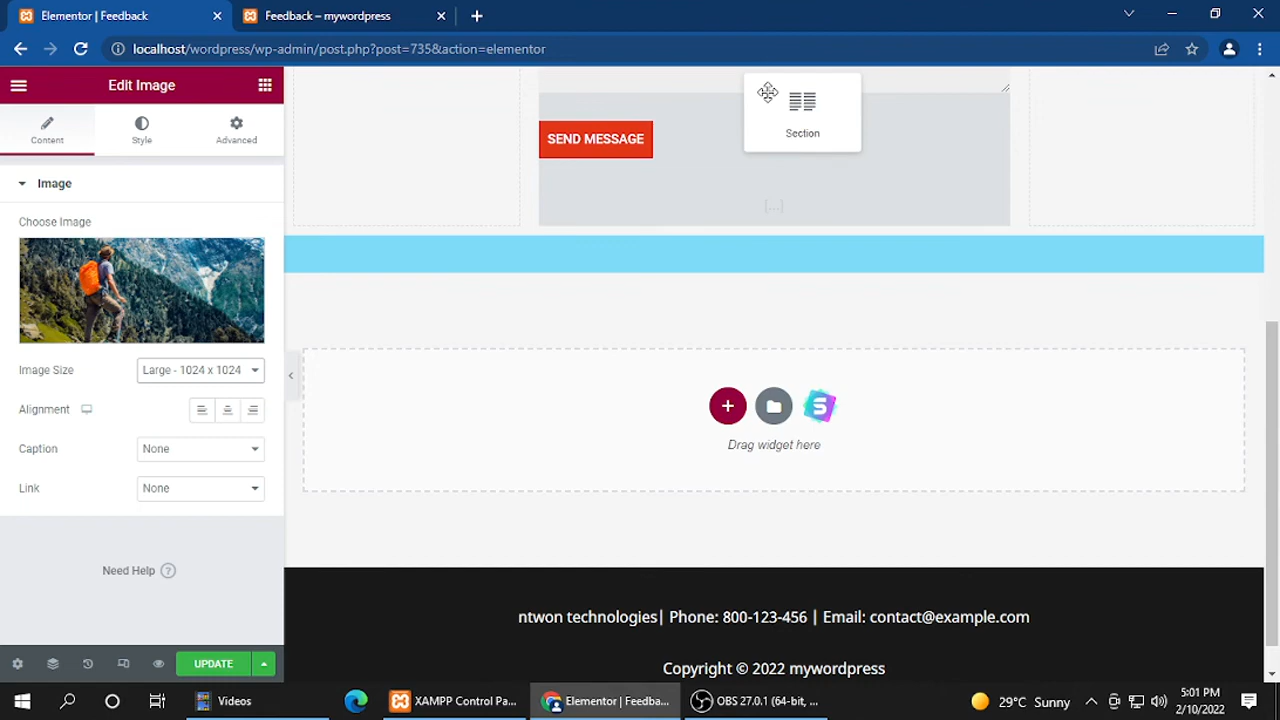 Elementor | Feedback
Feedback – mywordpress
localhost/wordpress/wp-admin/post.php?post=735&action=elementor
Edit Image
Content
Style
Advanced
Image
Choose Image
Image Size
Large - 1024 x 1024
Alignment
Caption
None
Link
None
Need Help ?
UPDATE
Section
SEND MESSAGE
[...]
Drag widget here
ntwon technologies| Phone: 800-123-456 | Email: contact@example.com
Copyright © 2022 mywordpress
Videos
XAMPP Control Pa...
Elementor | Feedba...
OBS 27.0.1 (64-bit, ...
29°C Sunny
5:01 PM
2/10/2022